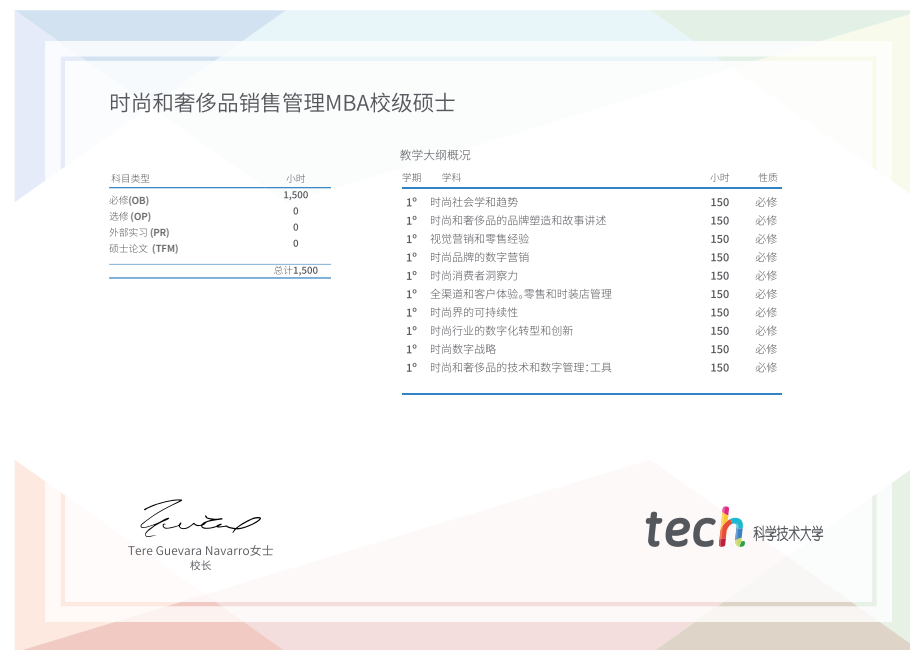 时尚和奢侈品销售管理MBA校级硕士
科目类型 小时
必修(OB) 1,500
选修 (OP) 0
外部实习 (PR) 0
硕士论文 (TFM) 0
总计1,500
教学大纲概况
学期 学科 小时 性质
1º 时尚社会学和趋势 150 必修
1º 时尚和奢侈品的品牌塑造和故事讲述 150 必修
1º 视觉营销和零售经验 150 必修
1º 时尚品牌的数字营销 150 必修
1º 时尚消费者洞察力 150 必修
1º 全渠道和客户体验。零售和时装店管理 150 必修
1º 时尚界的可持续性 150 必修
1º 时尚行业的数字化转型和创新 150 必修
1º 时尚数字战略 150 必修
1º 时尚和奢侈品的技术和数字管理：工具 150 必修
Tere Guevara Navarro女士
校长
tech 科学技术大学